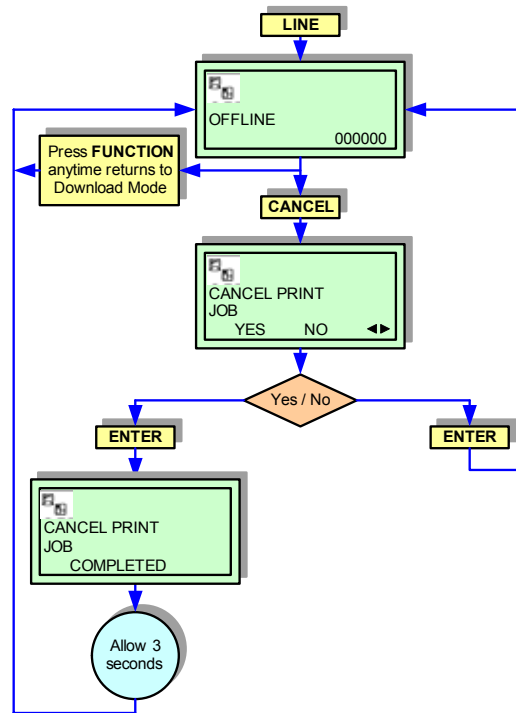 LINE
OFFLINE
000000
Press FUNCTION
anytime returns to
Download Mode
CANCEL
CANCEL PRINT
JOB
YES NO
Yes / No
ENTER
ENTER
CANCEL PRINT
JOB
COMPLETED
Allow 3
seconds